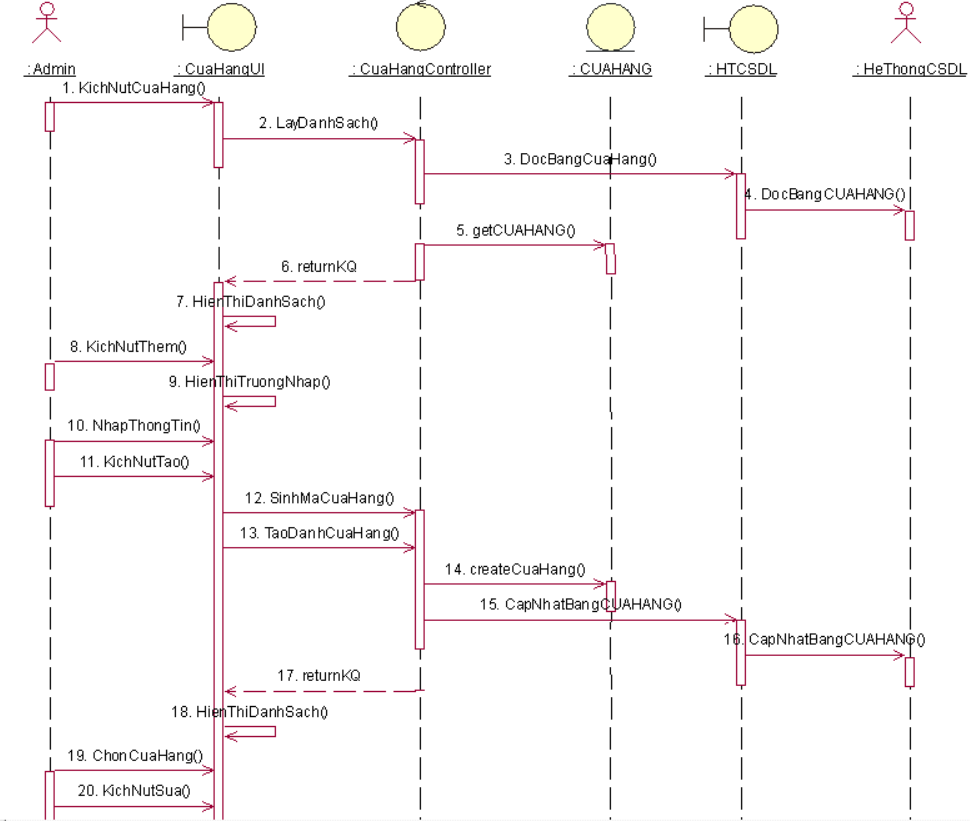 : Admin
: CuaHangUI
: CuaHangController
: CUAHANG
: HTCSDL
: HeThongCSDL
1. KichNutCuaHang()
2. LayDanhSach()
3. DocBangCuaHang()
4. DocBangCUAHANG()
5. getCUAHANG()
6. returnKQ
7. HienThiDanhSach()
8. KichNutThem()
9. HienThiTruongNhap()
10. NhapThongTin()
11. KichNutTao()
12. SinhMaCuaHang()
13. TaoDanhCuaHang()
14. createCuaHang()
15. CapNhatBangCUAHANG()
16. CapNhatBangCUAHANG()
17. returnKQ
18. HienThiDanhSach()
19. ChonCuaHang()
20. KichNutSua()